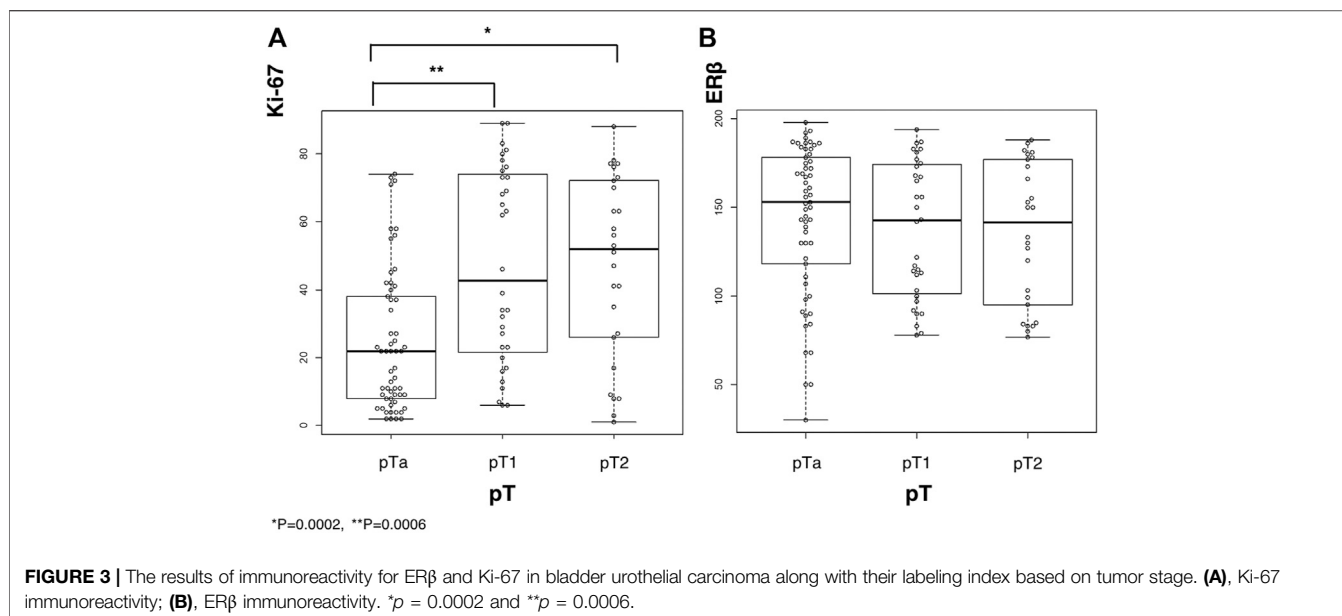 A
*
**
Ki-67
80
60
40
20
0
pTa pT1 pT2
pT
*P=0.0002, **P=0.0006
B
ERβ
200
150
100
50
pTa pT1 pT2
pT
FIGURE 3 | The results of immunoreactivity for ERβ and Ki-67 in bladder urothelial carcinoma along with their labeling index based on tumor stage. (A), Ki-67
immunoreactivity; (B), ERβ immunoreactivity. *p = 0.0002 and **p = 0.0006.